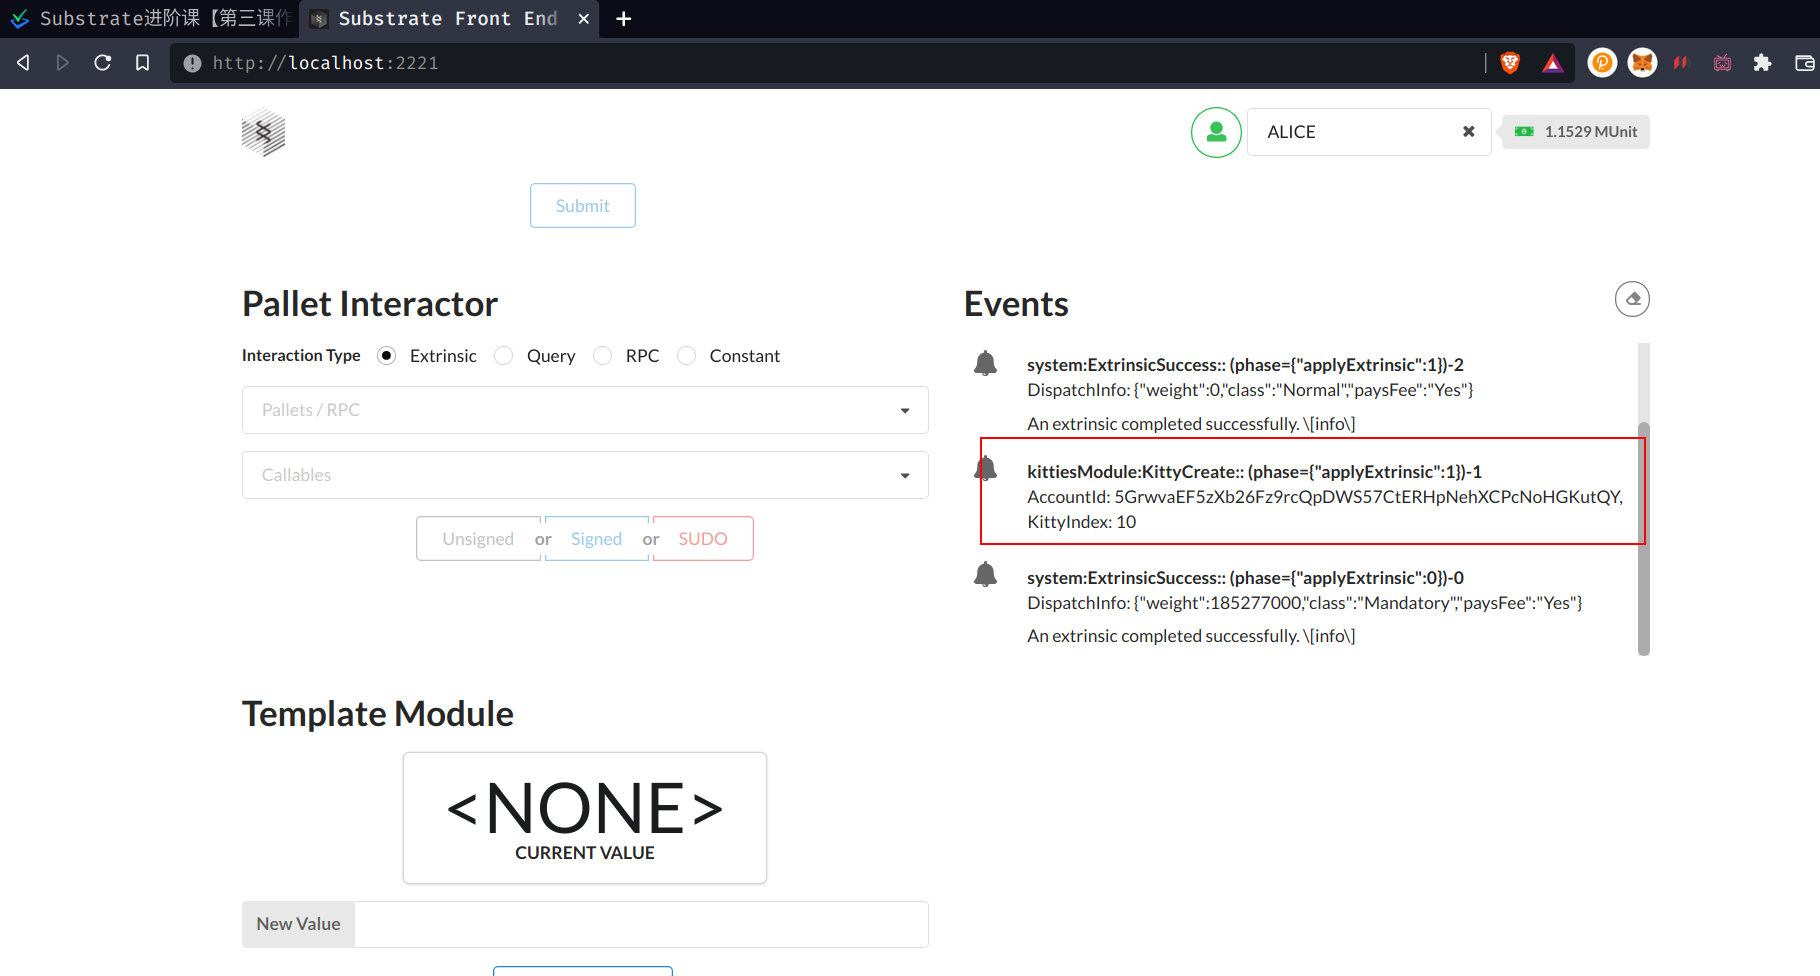 Substrate进阶课【第三课作
Substrate Front End
http://localhost:2221
ALICE
1.1529 MUnit
Submit
Pallet Interactor
Interaction Type Extrinsic Query RPC Constant
Pallets / RPC
Callables
Unsigned or Signed or SUDO
Events
system:ExtrinsicSuccess:: (phase={"applyExtrinsic":1})-2
DispatchInfo: {"weight":0,"class":"Normal","paysFee":"Yes"}
An extrinsic completed successfully. \[info\]
kittiesModule:KittyCreate:: (phase={"applyExtrinsic":1})-1
AccountId: 5GrwvaEF5zXb26Fz9rcQpDWS57CtERHpNehXCPcNoHGKutQY,
KittyIndex: 10
system:ExtrinsicSuccess:: (phase={"applyExtrinsic":0})-0
DispatchInfo: {"weight":185277000,"class":"Mandatory","paysFee":"Yes"}
An extrinsic completed successfully. \[info\]
Template Module
<NONE>
CURRENT VALUE
New Value